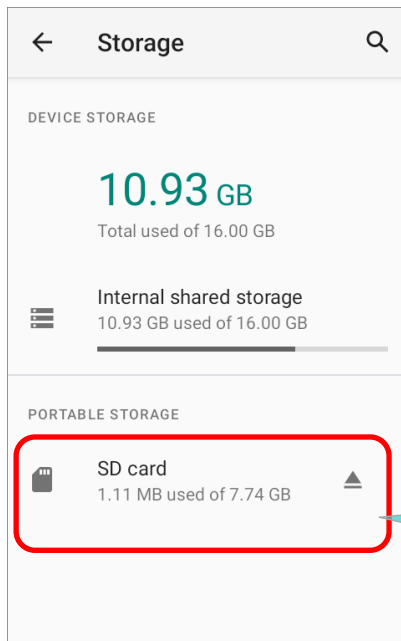 Storage
DEVICE STORAGE
10.93 GB
Total used of 16.00 GB
Internal shared storage
10.93 GB used of 16.00 GB
PORTABLE STORAGE
SD card
1.11 MB used of 7.74 GB